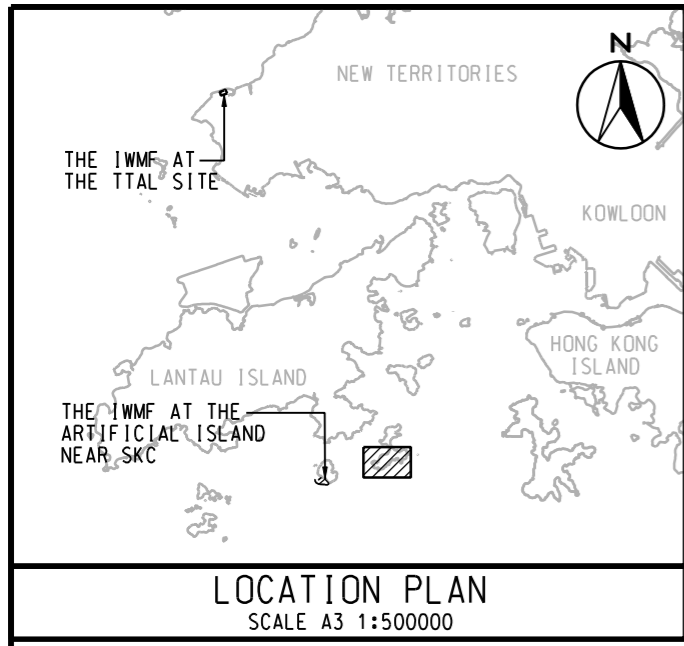 N
NEW TERRITORIES
THE IWMF AT
THE TTAL SITE
KOWLOON
HONG KONG
ISLAND
LANTAU ISLAND
THE IWMF AT THE
ARTIFICIAL ISLAND
NEAR SKC
LOCATION PLAN
SCALE A3 1:500000